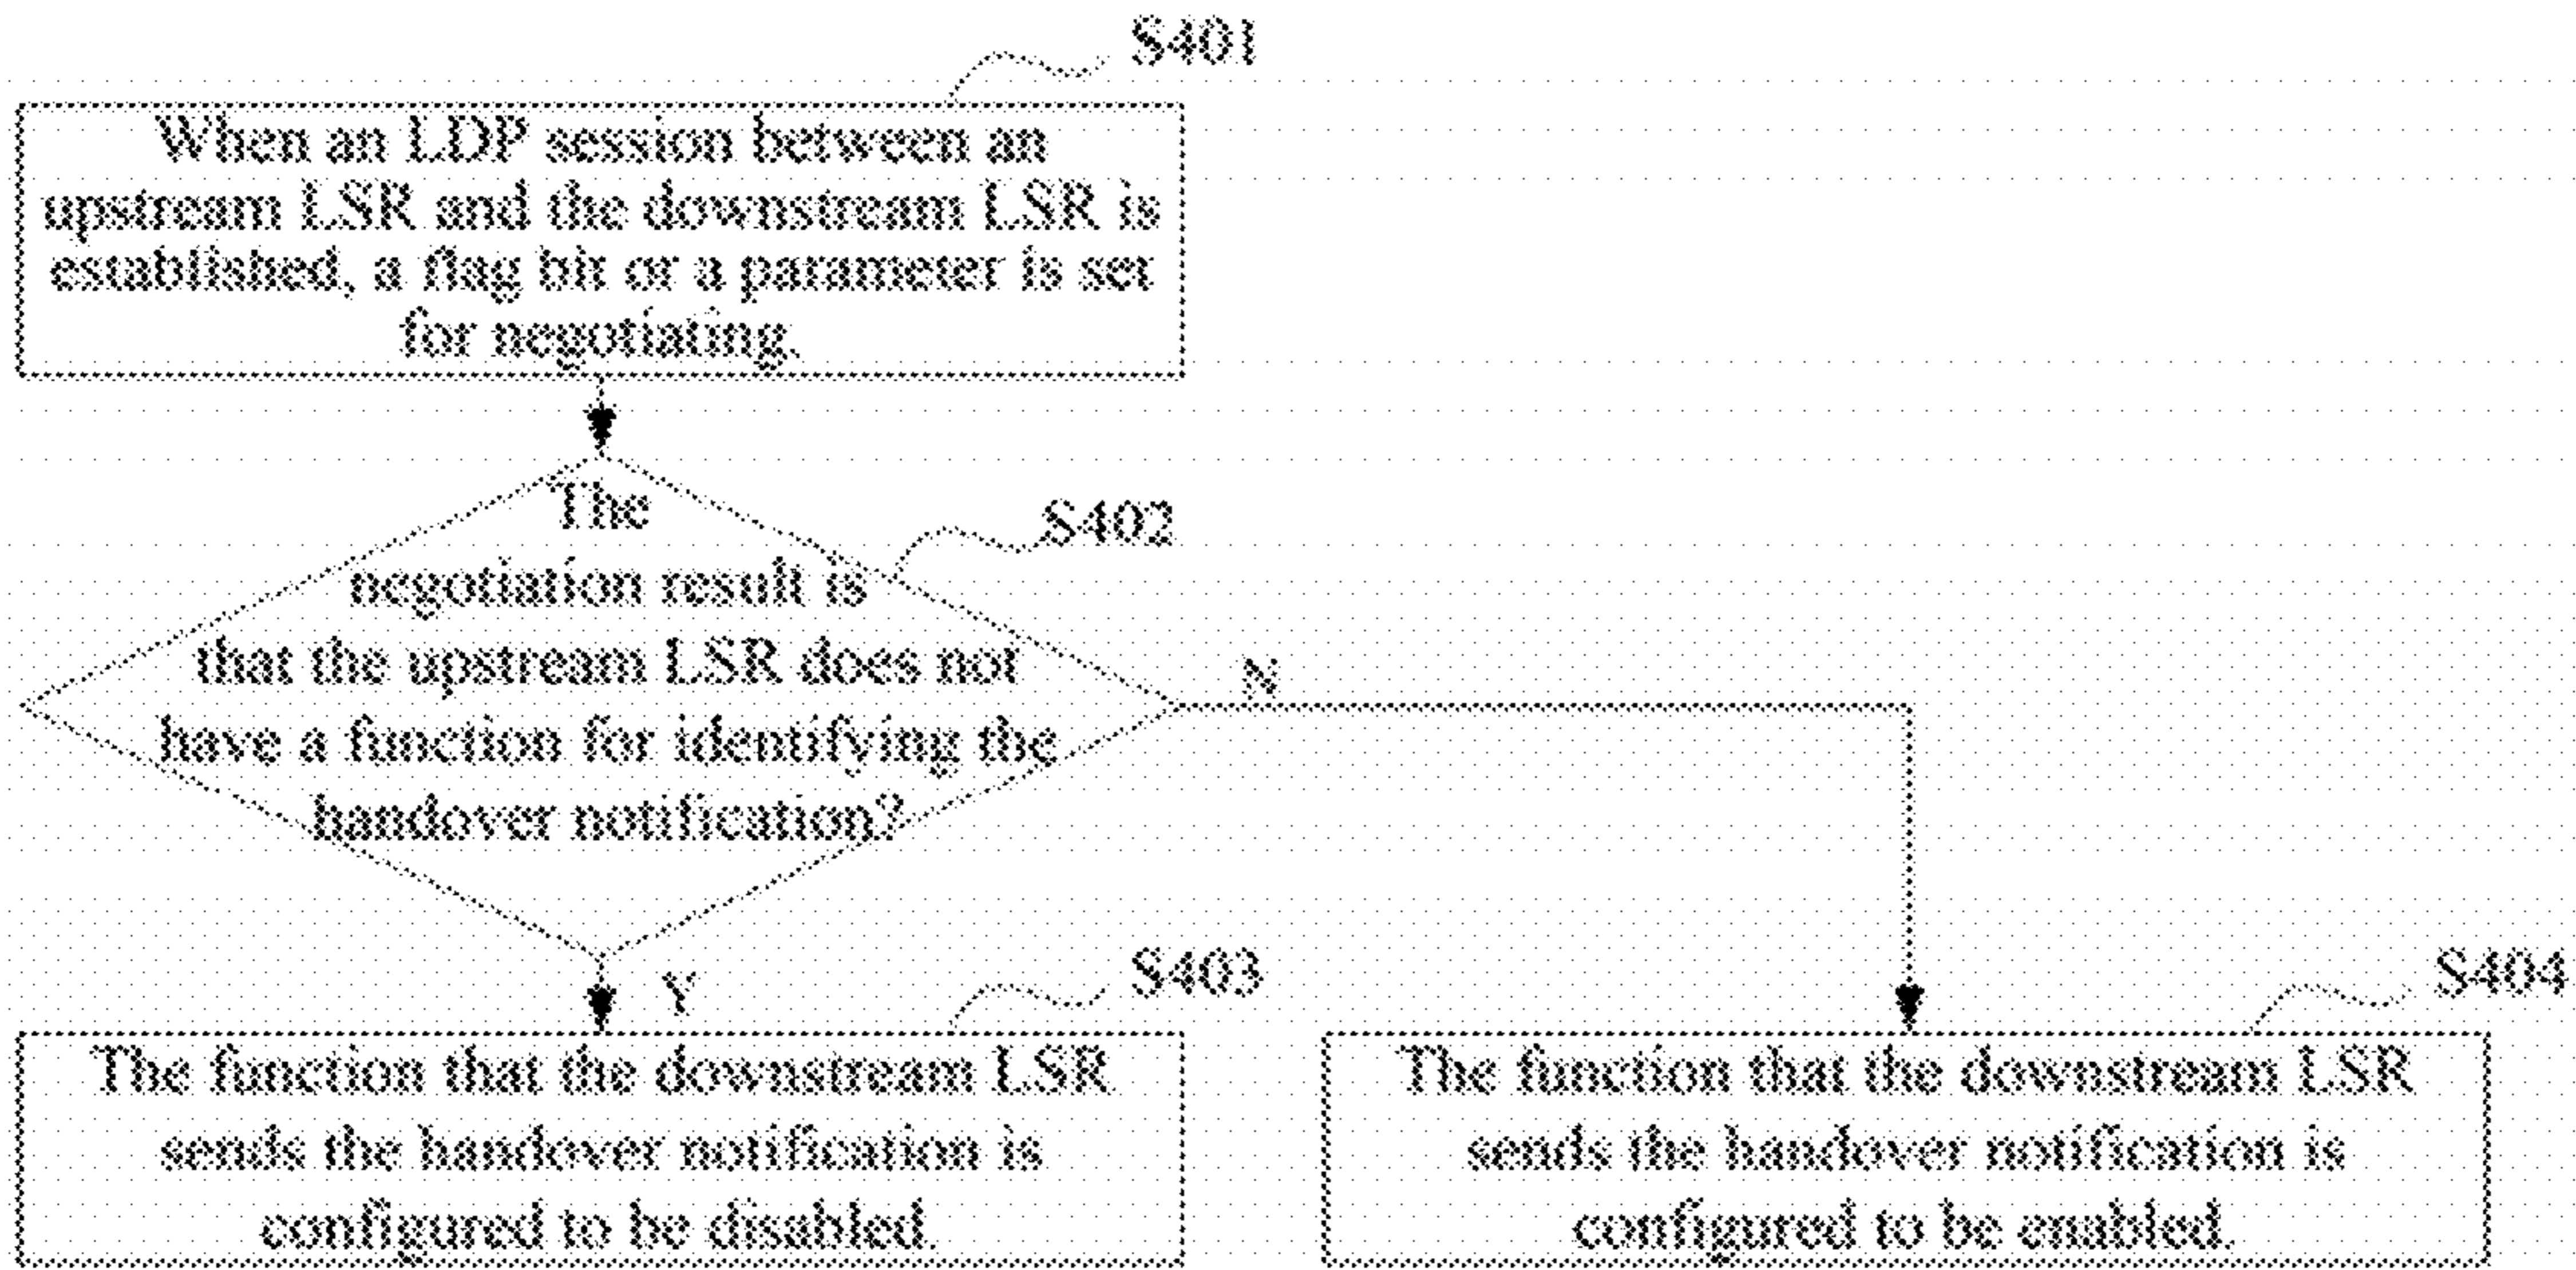 S401
When an LDP session between an
upstream LSR and the downstream LSR is
established, a flag bit or a parameter is set
for negotiating.
The
S402
negotiation result is
that the upstream LSR does not
N
have a function for identifying the
handover notification?
Y
S403
S404
The function that the downstream LSR
sends the handover notification is
configured to be disabled.
The function that the downstream LSR
sends the handover notification is
configured to be enabled.